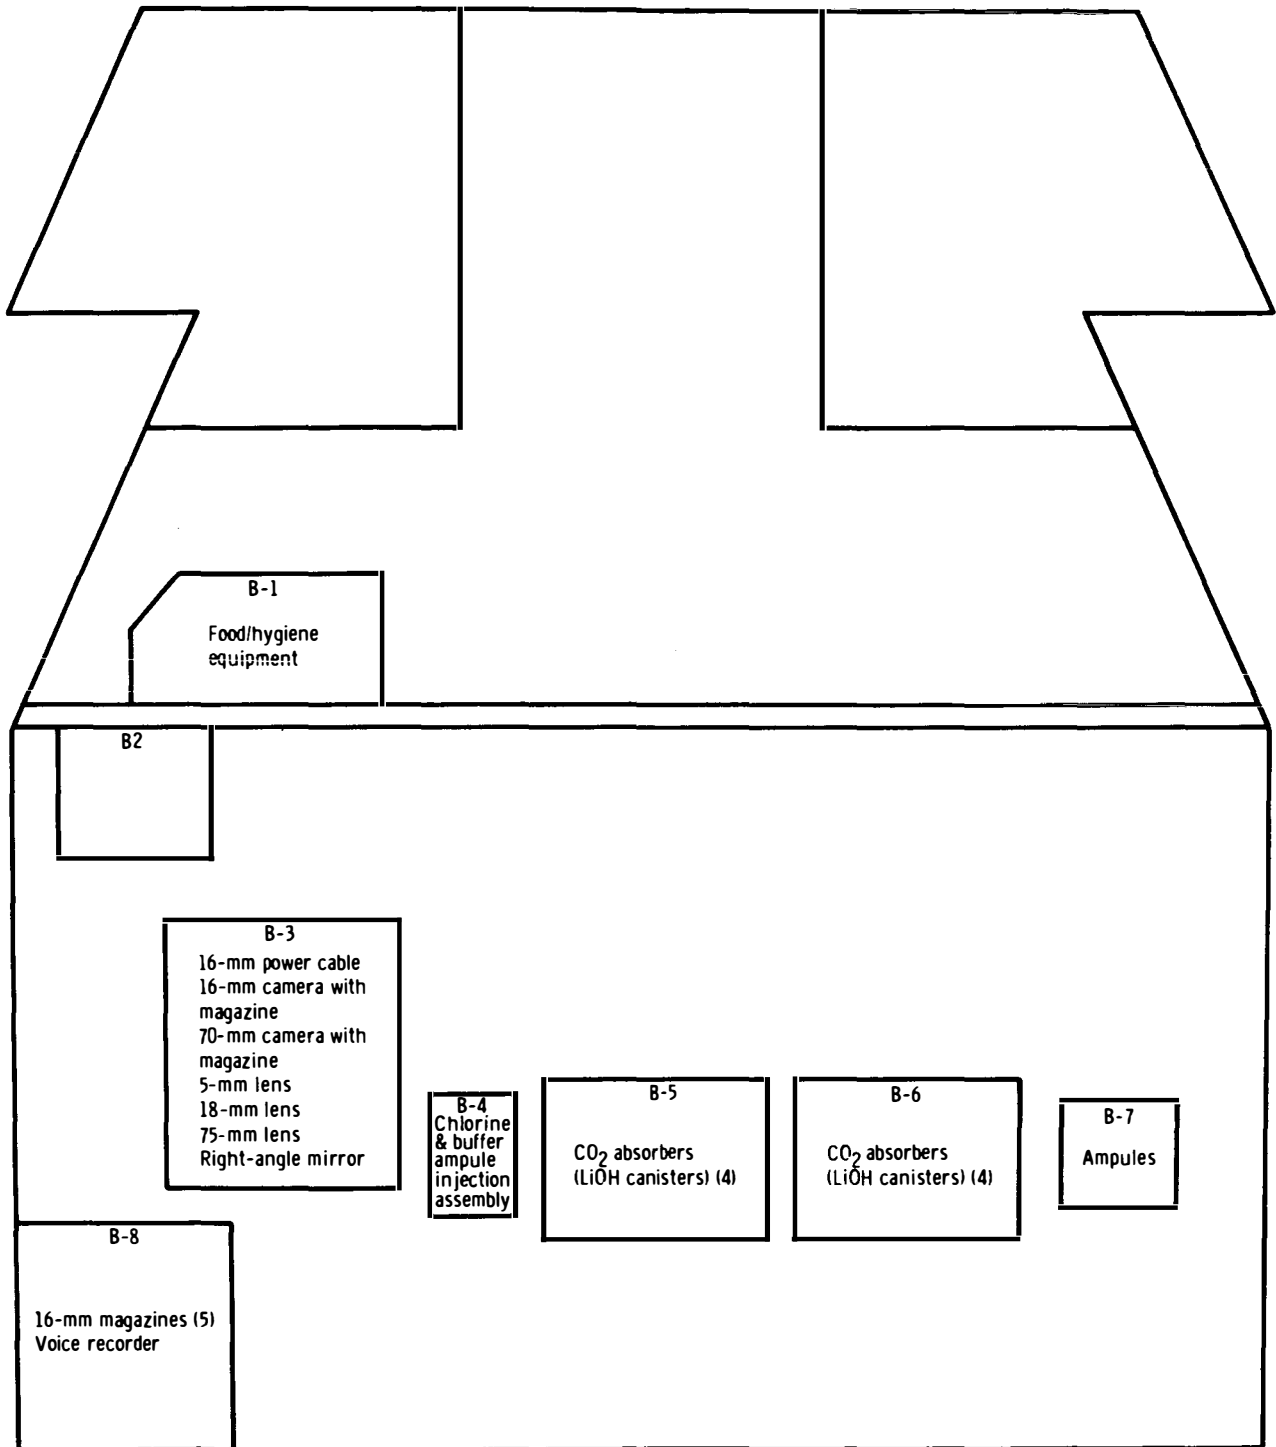 B-1
Food/hygiene
equipment
B2
B-3
16-mm power cable
16-mm camera with
magazine
70-mm camera with
magazine
5-mm lens
18-mm lens
75-mm lens
Right-angle mirror
B-4
Chlorine
& buffer
ampule
injection
assembly
B-5
CO2 absorbers
(LiOH canisters) (4)
B-6
CO2 absorbers
(LiOH canisters) (4)
B-7
Ampules
B-8
16-mm magazines (5)
Voice recorder